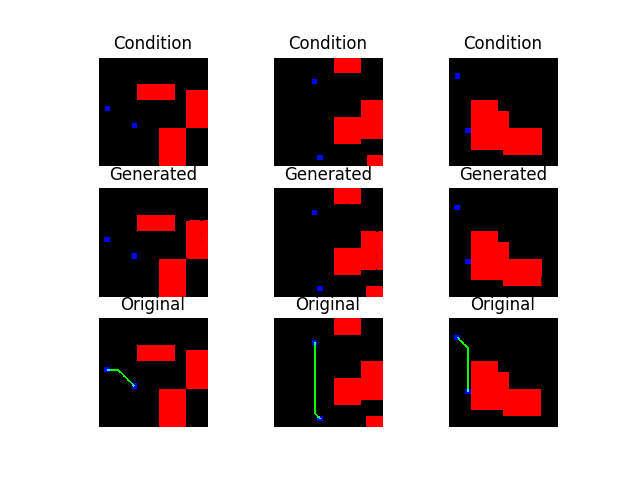 Condition Condition Condition
Generated Generated Generated
Original Original Original